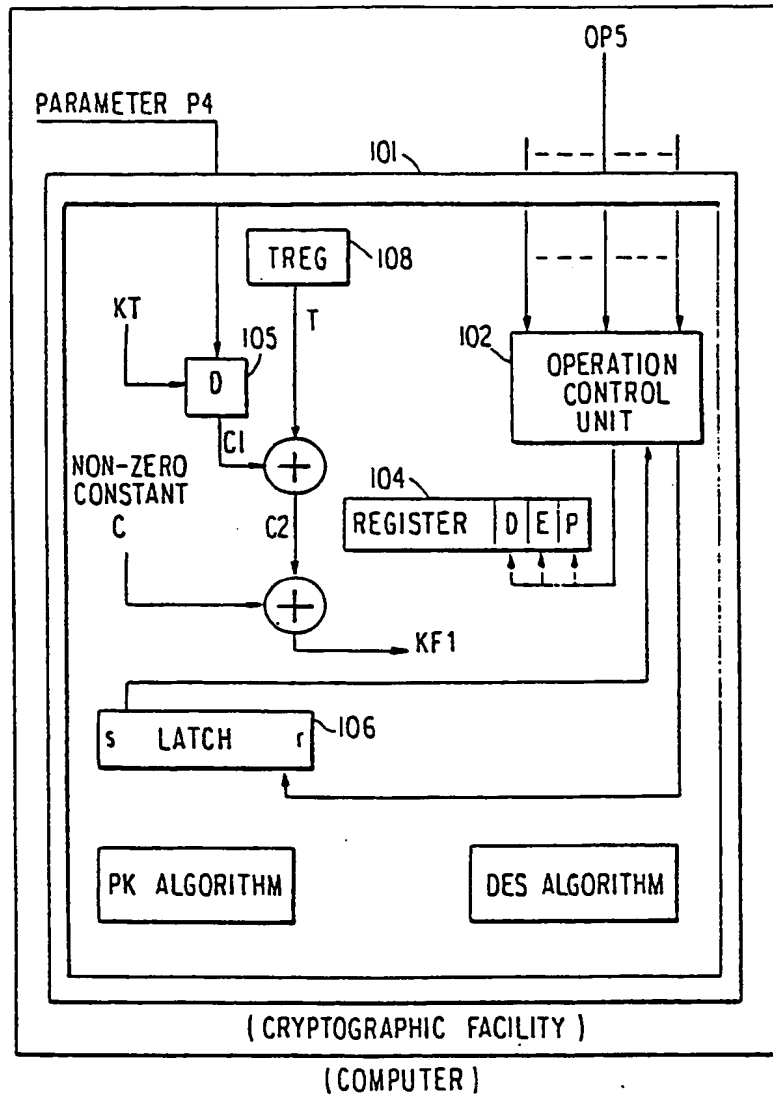 OP5
PARAMETER P4
101
TREG
108
T
KT
105
D
C1
102
OPERATION
CONTROL
UNIT
NON-ZERO
CONSTANT
C
C2
104
REGISTER D E P
KF1
s LATCH r
106
PK ALGORITHM
DES ALGORITHM
(CRYPTOGRAPHIC FACILITY)
(COMPUTER)